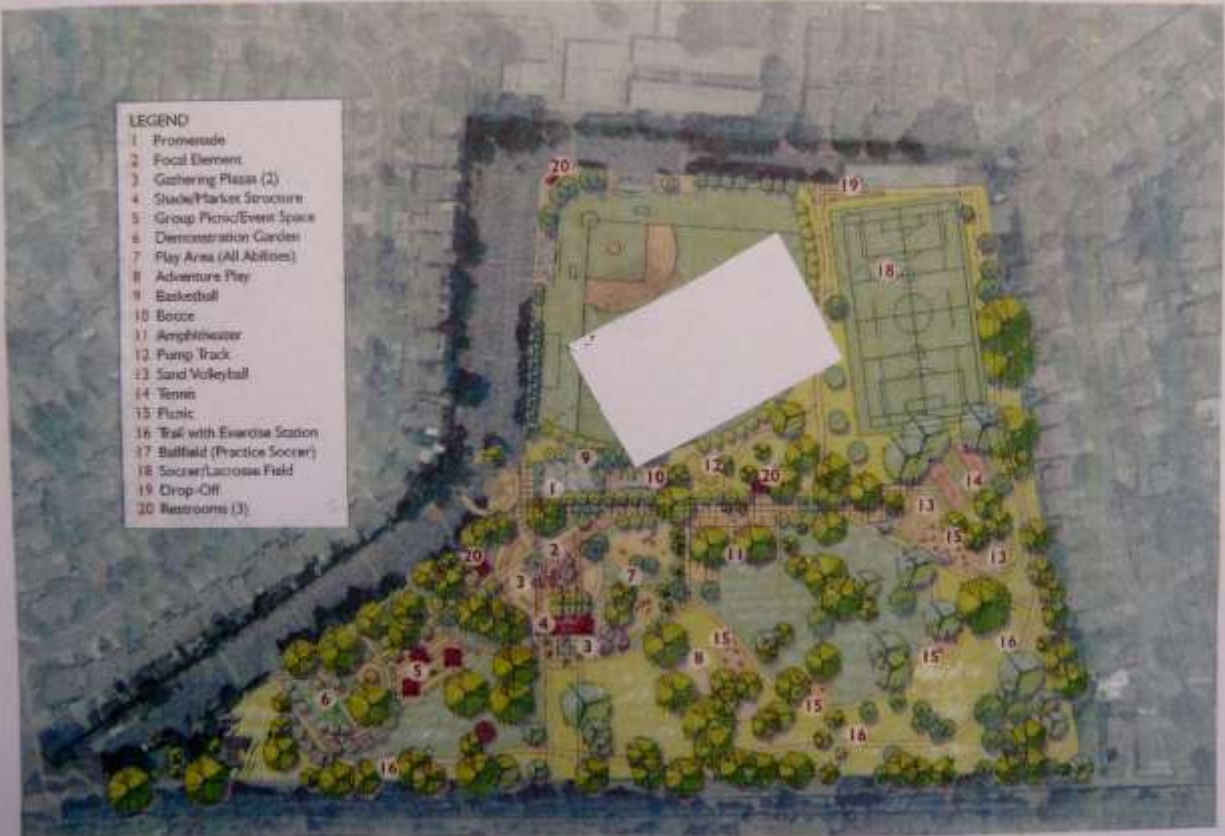 LEGEND
1 Promenade
2 Focal Element
3 Gathering Plazas (2)
4 Shade/Market Structure
5 Group Picnic/Event Space
6 Demonstration Garden
7 Play Area (All Abilities)
8 Adventure Play
9 Basketball
10 Bocce
11 Amphitheater
12 Pump Track
13 Sand Volleyball
14 Tennis
15 Picnic
16 Trail with Exercise Station
17 Ballfield (Practice Soccer)
18 Soccer/Lacrosse Field
19 Drop-Off
20 Restrooms (3)
20
19
18
9
10
12
20
14
1
13
15
13
20
2
11
3
7
4
3
8
15
15
16
5
6
15
16
16